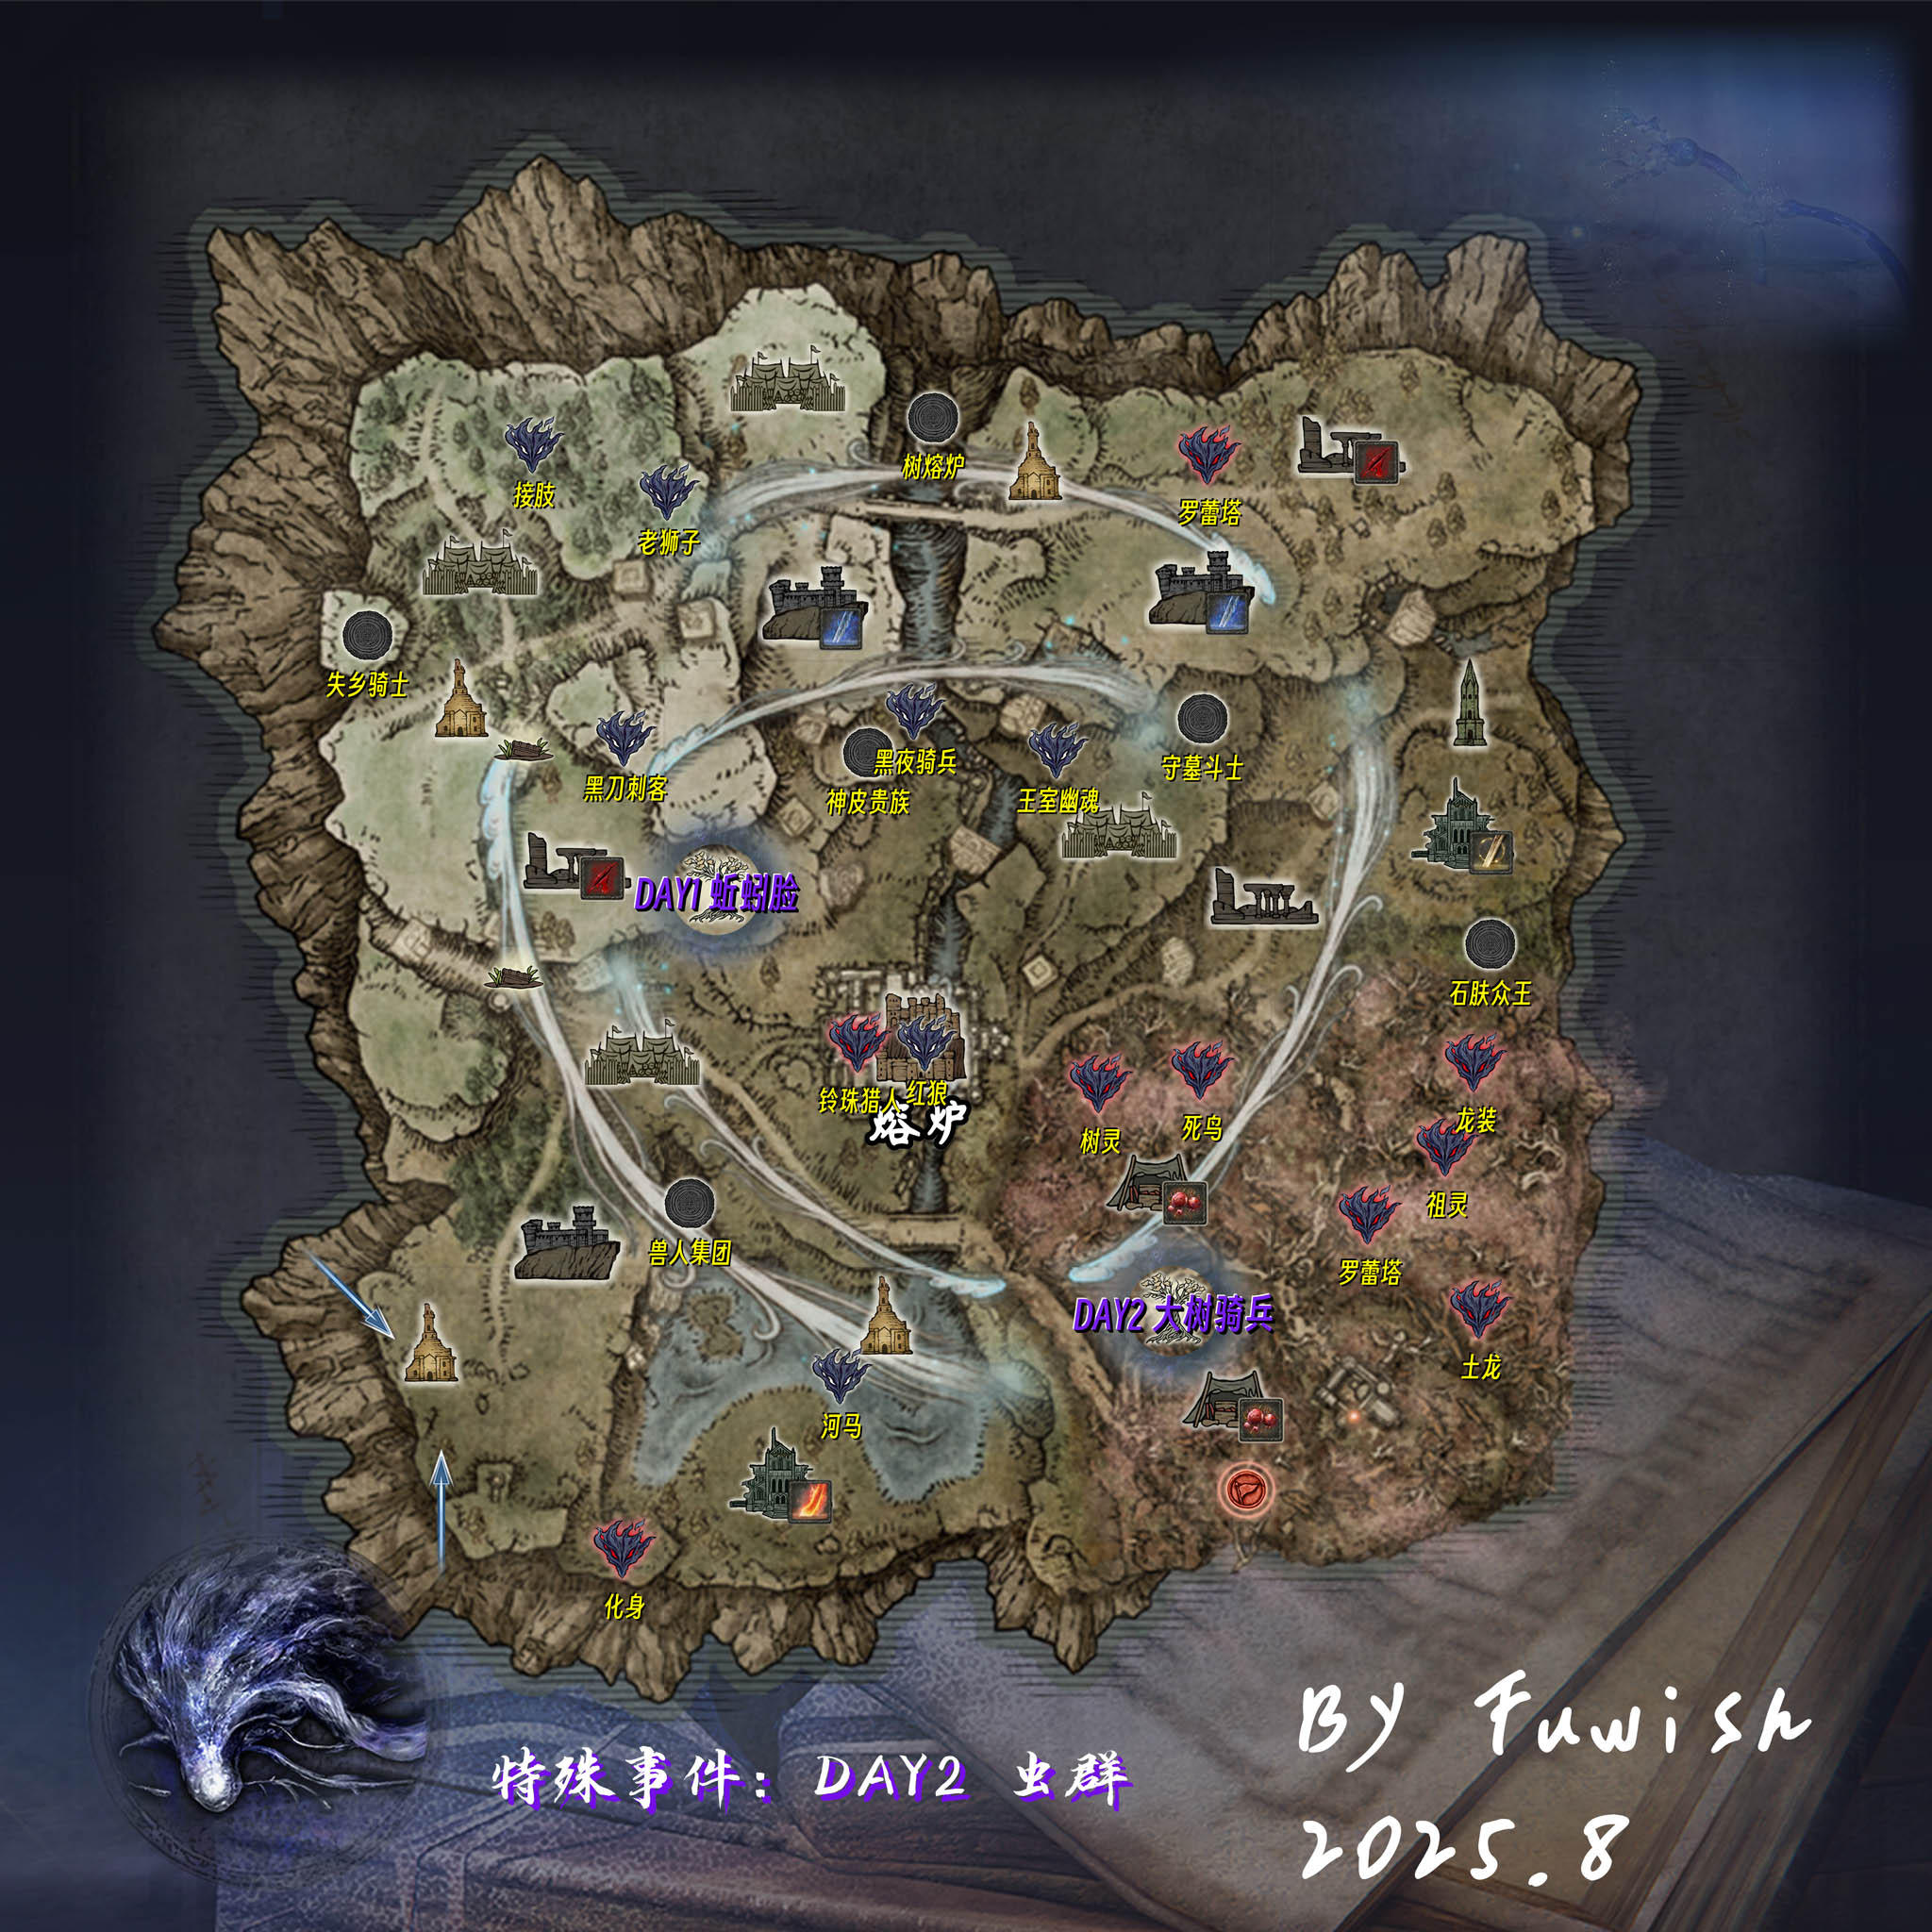 树熔炉
接肢
罗蕾塔
老狮子
失乡骑士
黑夜骑兵
守墓斗士
黑刀刺客
神皮贵族
王室幽魂
DAY1 蚯蚓脸
石肤众王
铃珠猎人
红狼
熔炉
龙装
死鸟
树灵
祖灵
兽人集团
罗蕾塔
DAY2 大树骑兵
土龙
河马
化身
特殊事件: DAY2 虫群
By Fuwish
2025.8